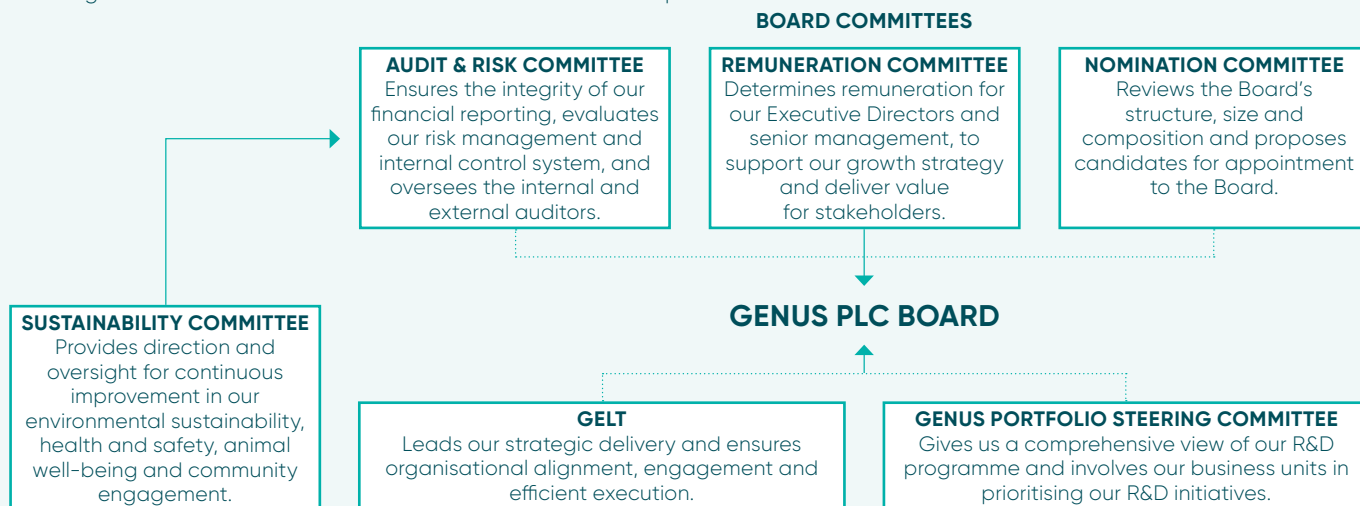 BOARD COMMITTEES
AUDIT & RISK COMMITTEE
Ensures the integrity of our
financial reporting, evaluates
our risk management and
internal control system, and
oversees the internal and
external auditors.
REMUNERATION COMMITTEE
Determines remuneration for
our Executive Directors and
senior management, to
support our growth strategy
and deliver value
for stakeholders.
NOMINATION COMMITTEE
Reviews the Board’s
structure, size and
composition and proposes
candidates for appointment
to the Board.
GENUS PLC BOARD
SUSTAINABILITY COMMITTEE
Provides direction and
oversight for continuous
improvement in our
environmental sustainability,
health and safety, animal
well-being and community
engagement.
GELT
Leads our strategic delivery and ensures
organisational alignment, engagement and
efficient execution.
GENUS PORTFOLIO STEERING COMMITTEE
Gives us a comprehensive view of our R&D
programme and involves our business units in
prioritising our R&D initiatives.